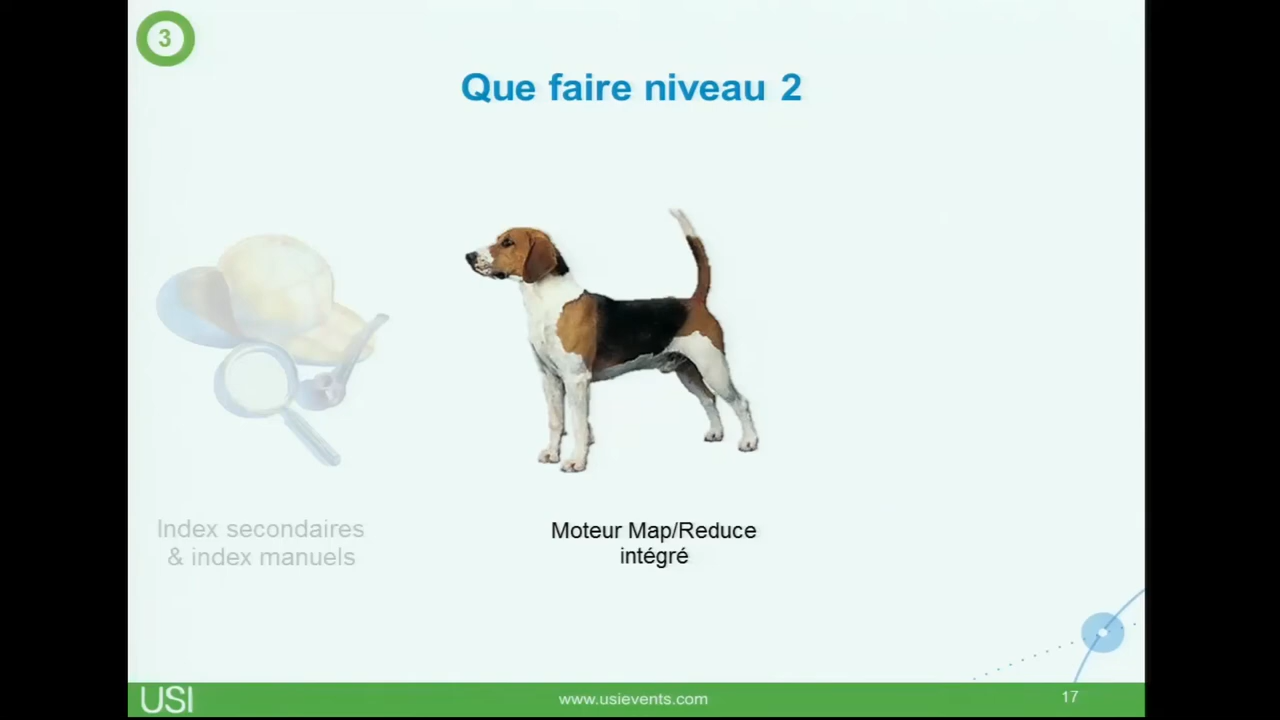 3
Que faire niveau 2
Index secondaires
& index manuels
Moteur Map/Reduce
intégré
USI
www.usievents.com
17